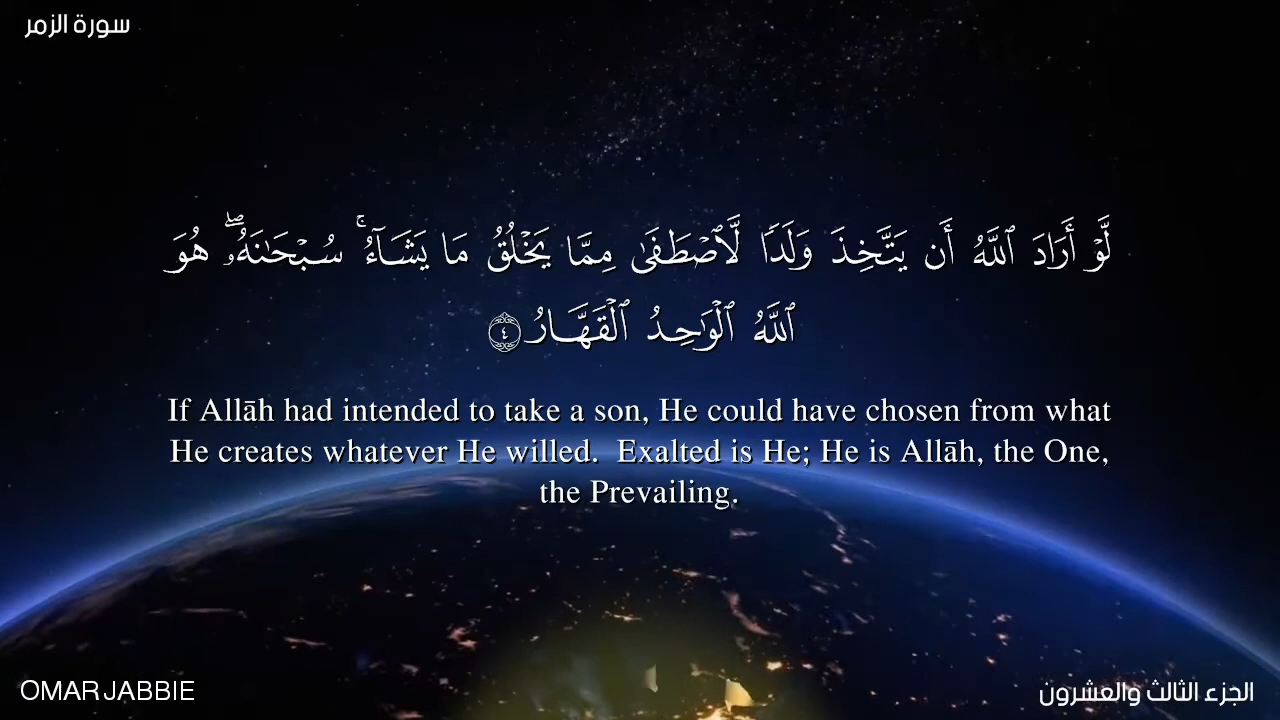 سورة الزمر
لَّوْ أَرَادَ ٱللَّهُ أَن يَتَّخِذَ وَلَدًا لَّٱصْطَفَىٰ مِمَّا يَخْلُقُ مَا يَشَآءُ ۚ سُبْحَـٰنَهُۥ ۖ هُوَ
ٱللَّهُ ٱلْوَٰحِدُ ٱلْقَهَّارُ ٤
If Allāh had intended to take a son, He could have chosen from what
He creates whatever He willed.  Exalted is He; He is Allāh, the One,
the Prevailing.
OMAR JABBIE
الجزء الثالث والعشرون